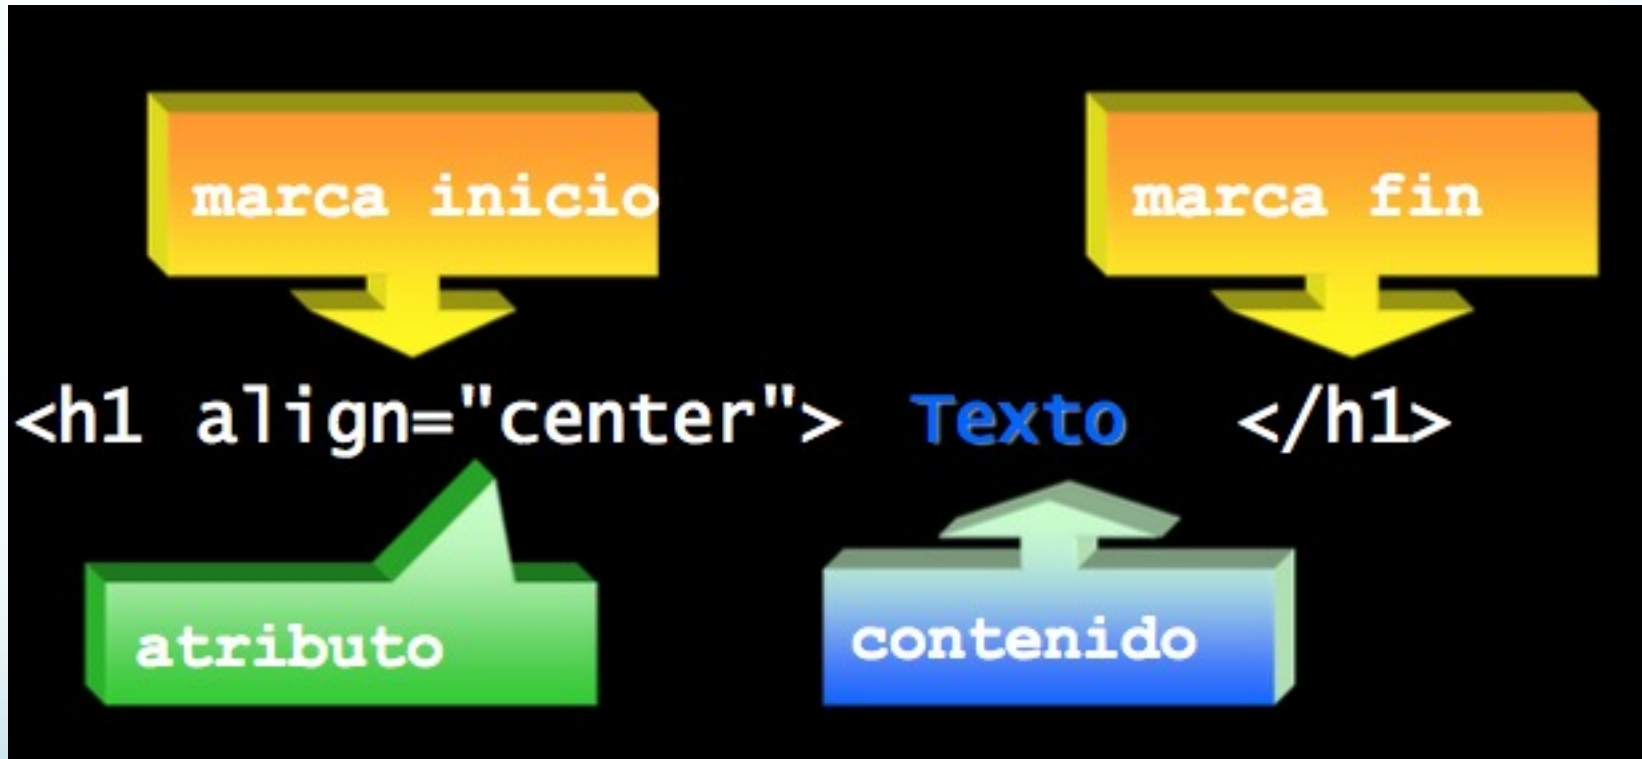 marca inicio
marca fin
<h1 align="center"> Texto </h1>
atributo
contenido